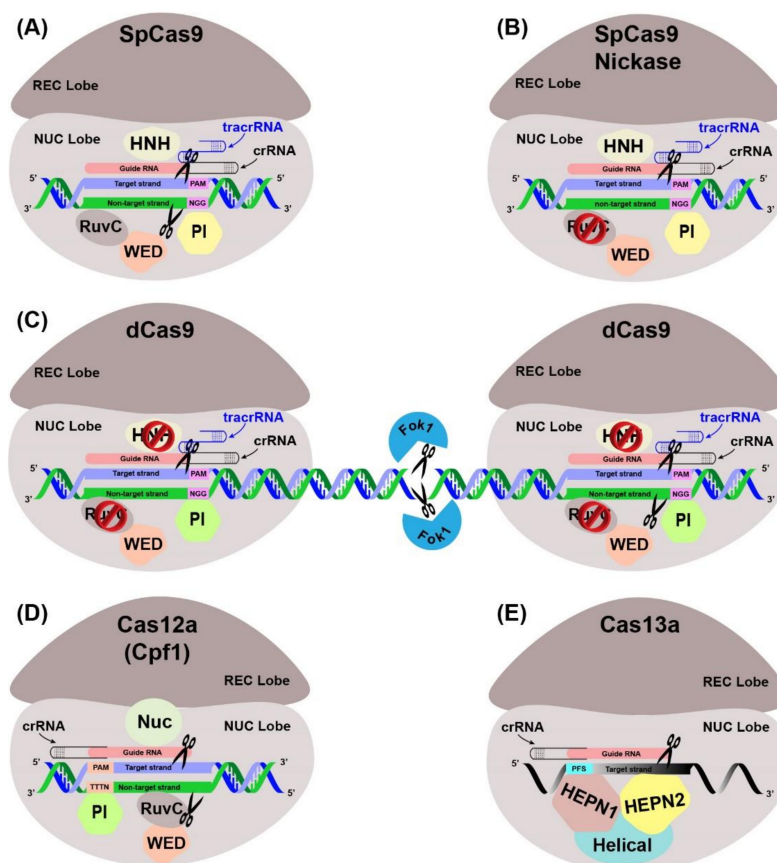 (A)
SpCas9
REC Lobe
NUC Lobe
HNH
tracrRNA
crRNA
Guide RNA
5'
Target strand
PAM
5'
3'
Non-target strand
NGG
3'
RuvC
WED
PI
(B)
SpCas9
Nickase
REC Lobe
NUC Lobe
HNH
tracrRNA
crRNA
Guide RNA
5'
Target strand
PAM
5'
3'
non-target strand
NGG
3'
RuvC
WED
PI
(C)
dCas9
REC Lobe
NUC Lobe
HNH
tracrRNA
crRNA
Guide RNA
5'
Target strand
PAM
3'
Non-target strand
NGG
RuvC
WED
PI
Fok1
Fok1
dCas9
REC Lobe
NUC Lobe
HNH
tracrRNA
crRNA
Guide RNA
Target strand
PAM
5'
Non-target strand
NGG
3'
RuvC
WED
PI
(D)
Cas12a
(Cpf1)
REC Lobe
Nuc
NUC Lobe
crRNA
Guide RNA
5'
PAM
Target strand
5'
3'
TTTN
Non-target strand
3'
PI
RuvC
WED
(E)
Cas13a
REC Lobe
NUC Lobe
crRNA
Guide RNA
5'
PFS
Target strand
3'
HEPN1
HEPN2
Helical